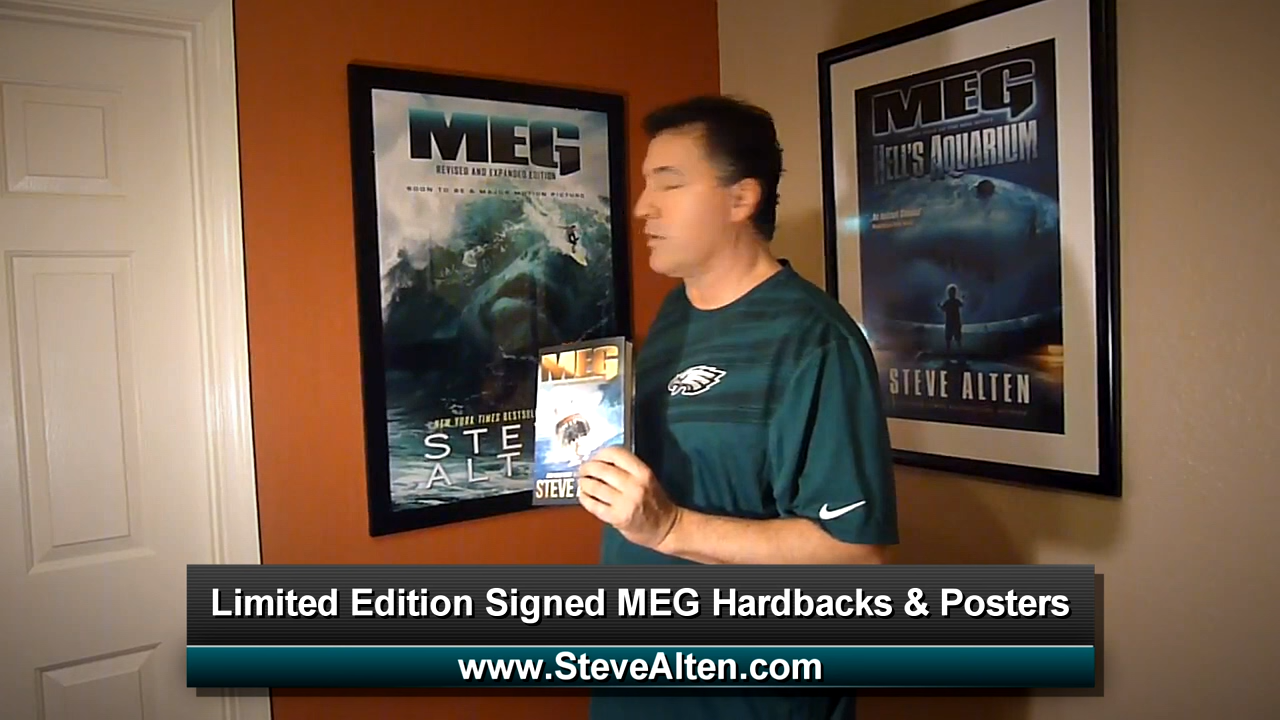 MEG
REVISED AND EXPANDED EDITION
SOON TO BE A MAJOR MOTION PICTURE
NEW YORK TIMES
STE
ALT
MEG
STEVE
MEG
HELL'S AQUARIUM
STEVE ALTEN
Limited Edition Signed MEG Hardbacks & Posters
www.SteveAlten.com